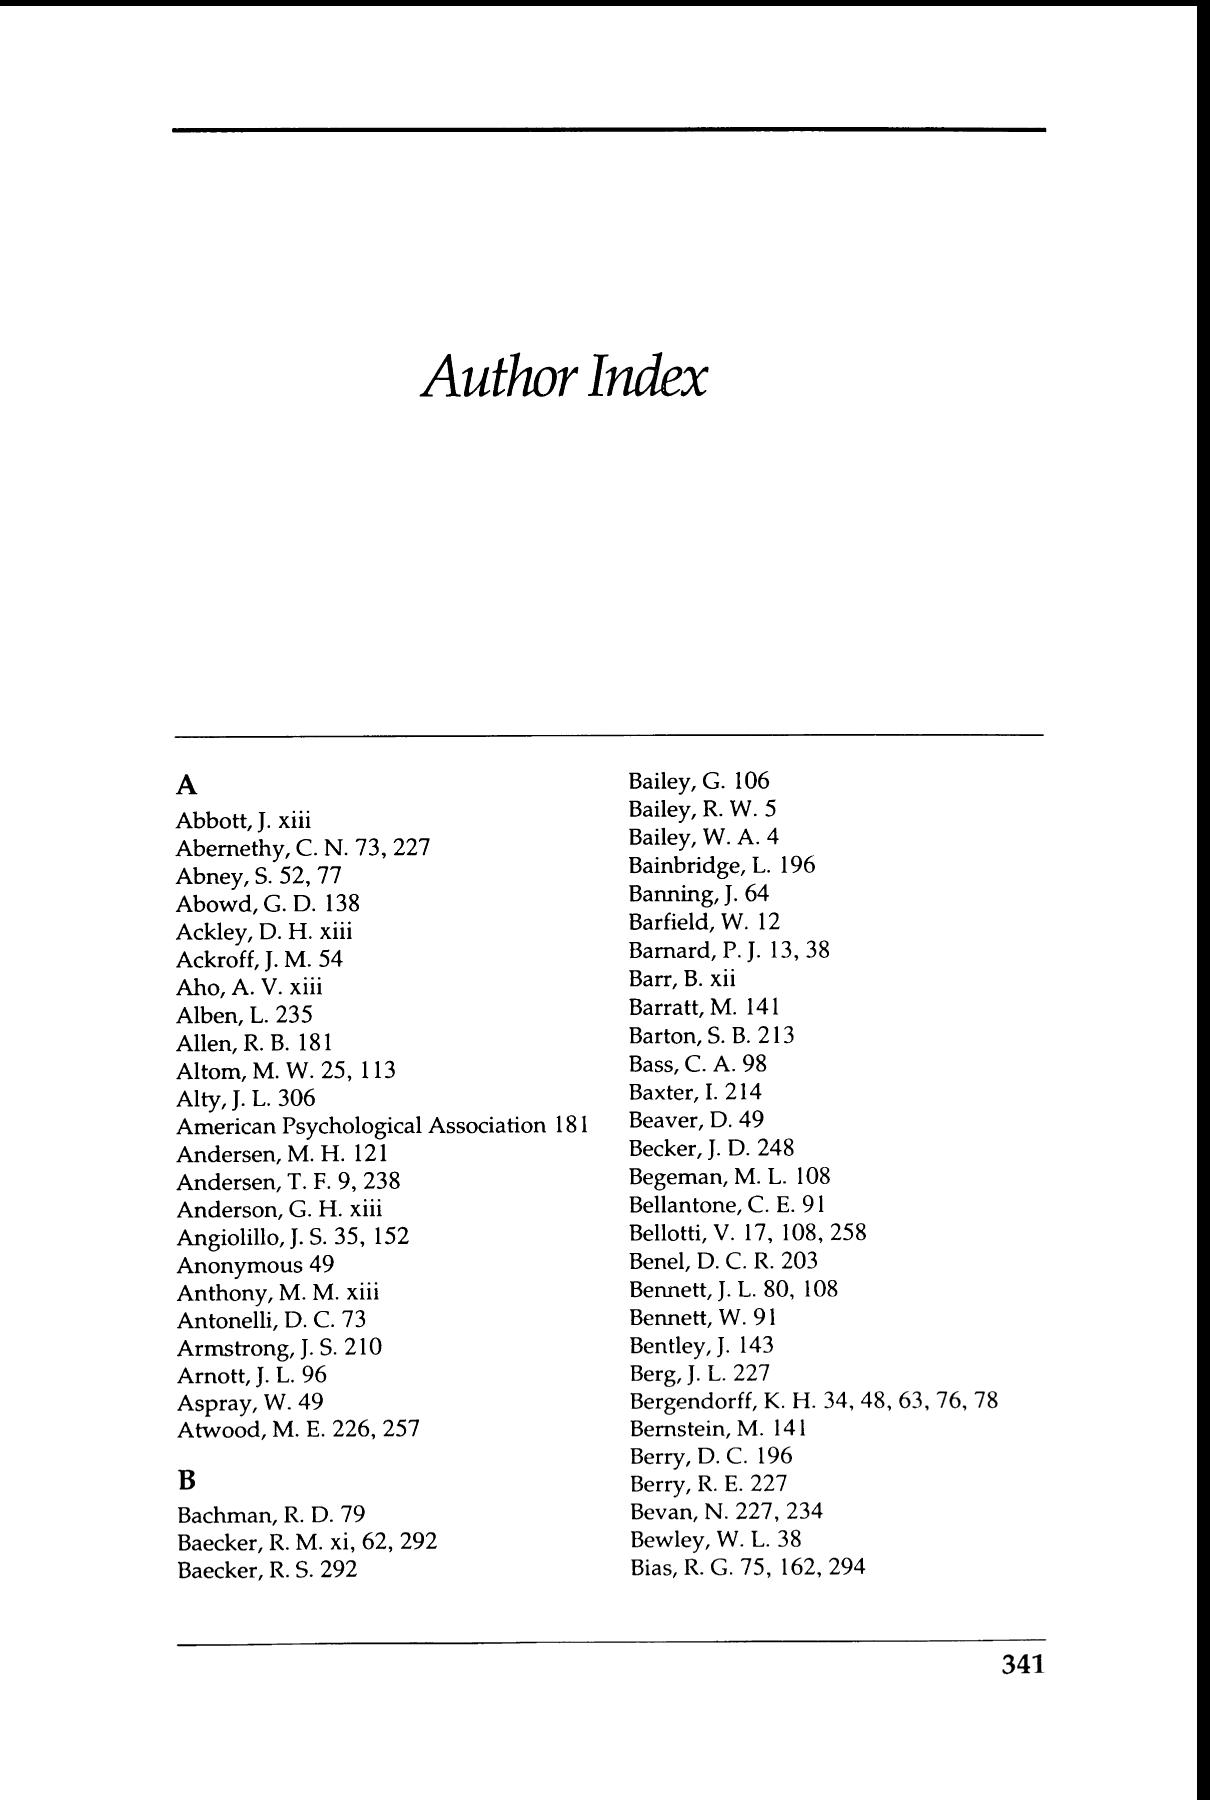 Author Index
A
Abbott, J. xiii
Abernethy, C. N. 73, 227
Abney, S. 52, 77
Abowd, G. D. 138
Ackley, D. H. xiii
Ackroff, J. M. 54
Aho, A. V. xiii
Alben, L. 235
Allen, R. B. 181
Altom, M. W. 25, 113
Alty, J. L. 306
American Psychological Association 181
Andersen, M. H. 121
Andersen, T. F. 9, 238
Anderson, G. H. xiii
Angiolillo, J. S. 35, 152
Anonymous 49
Anthony, M. M. xiii
Antonelli, D. C. 73
Armstrong, J. S. 210
Arnott, J. L. 96
Aspray, W. 49
Atwood, M. E. 226, 257
B
Bachman, R. D. 79
Baecker, R. M. xi, 62, 292
Baecker, R. S. 292
Bailey, G. 106
Bailey, R. W. 5
Bailey, W. A. 4
Bainbridge, L. 196
Banning, J. 64
Barfield, W. 12
Barnard, P. J. 13, 38
Barr, B. xii
Barratt, M. 141
Barton, S. B. 213
Bass, C. A. 98
Baxter, I. 214
Beaver, D. 49
Becker, J. D. 248
Begeman, M. L. 108
Bellantone, C. E. 91
Bellotti, V. 17, 108, 258
Benel, D. C. R. 203
Bennett, J. L. 80, 108
Bennett, W. 91
Bentley, J. 143
Berg, J. L. 227
Bergendorff, K. H. 34, 48, 63, 76, 78
Bernstein, M. 141
Berry, D. C. 196
Berry, R. E. 227
Bevan, N. 227, 234
Bewley, W. L. 38
Bias, R. G. 75, 162, 294
341